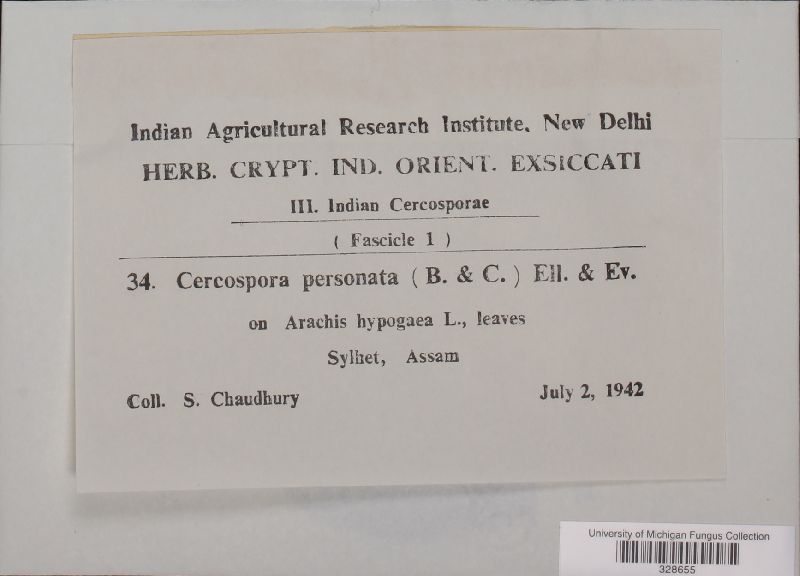 Indian Agricultural Research Institute. New Delhi
HERB. CRYPT. IND. ORIENT. EXSICCATI
III. Indian Cercosporae
( Fascicle 1 )
34. Cercospora personata ( B. & C. ) Ell. & Ev.
on Arachis hypogaea L., leaves
Sylhet, Assam
Coll. S. Chaudhury July 2, 1942
University of Michigan Fungus Collection
328655